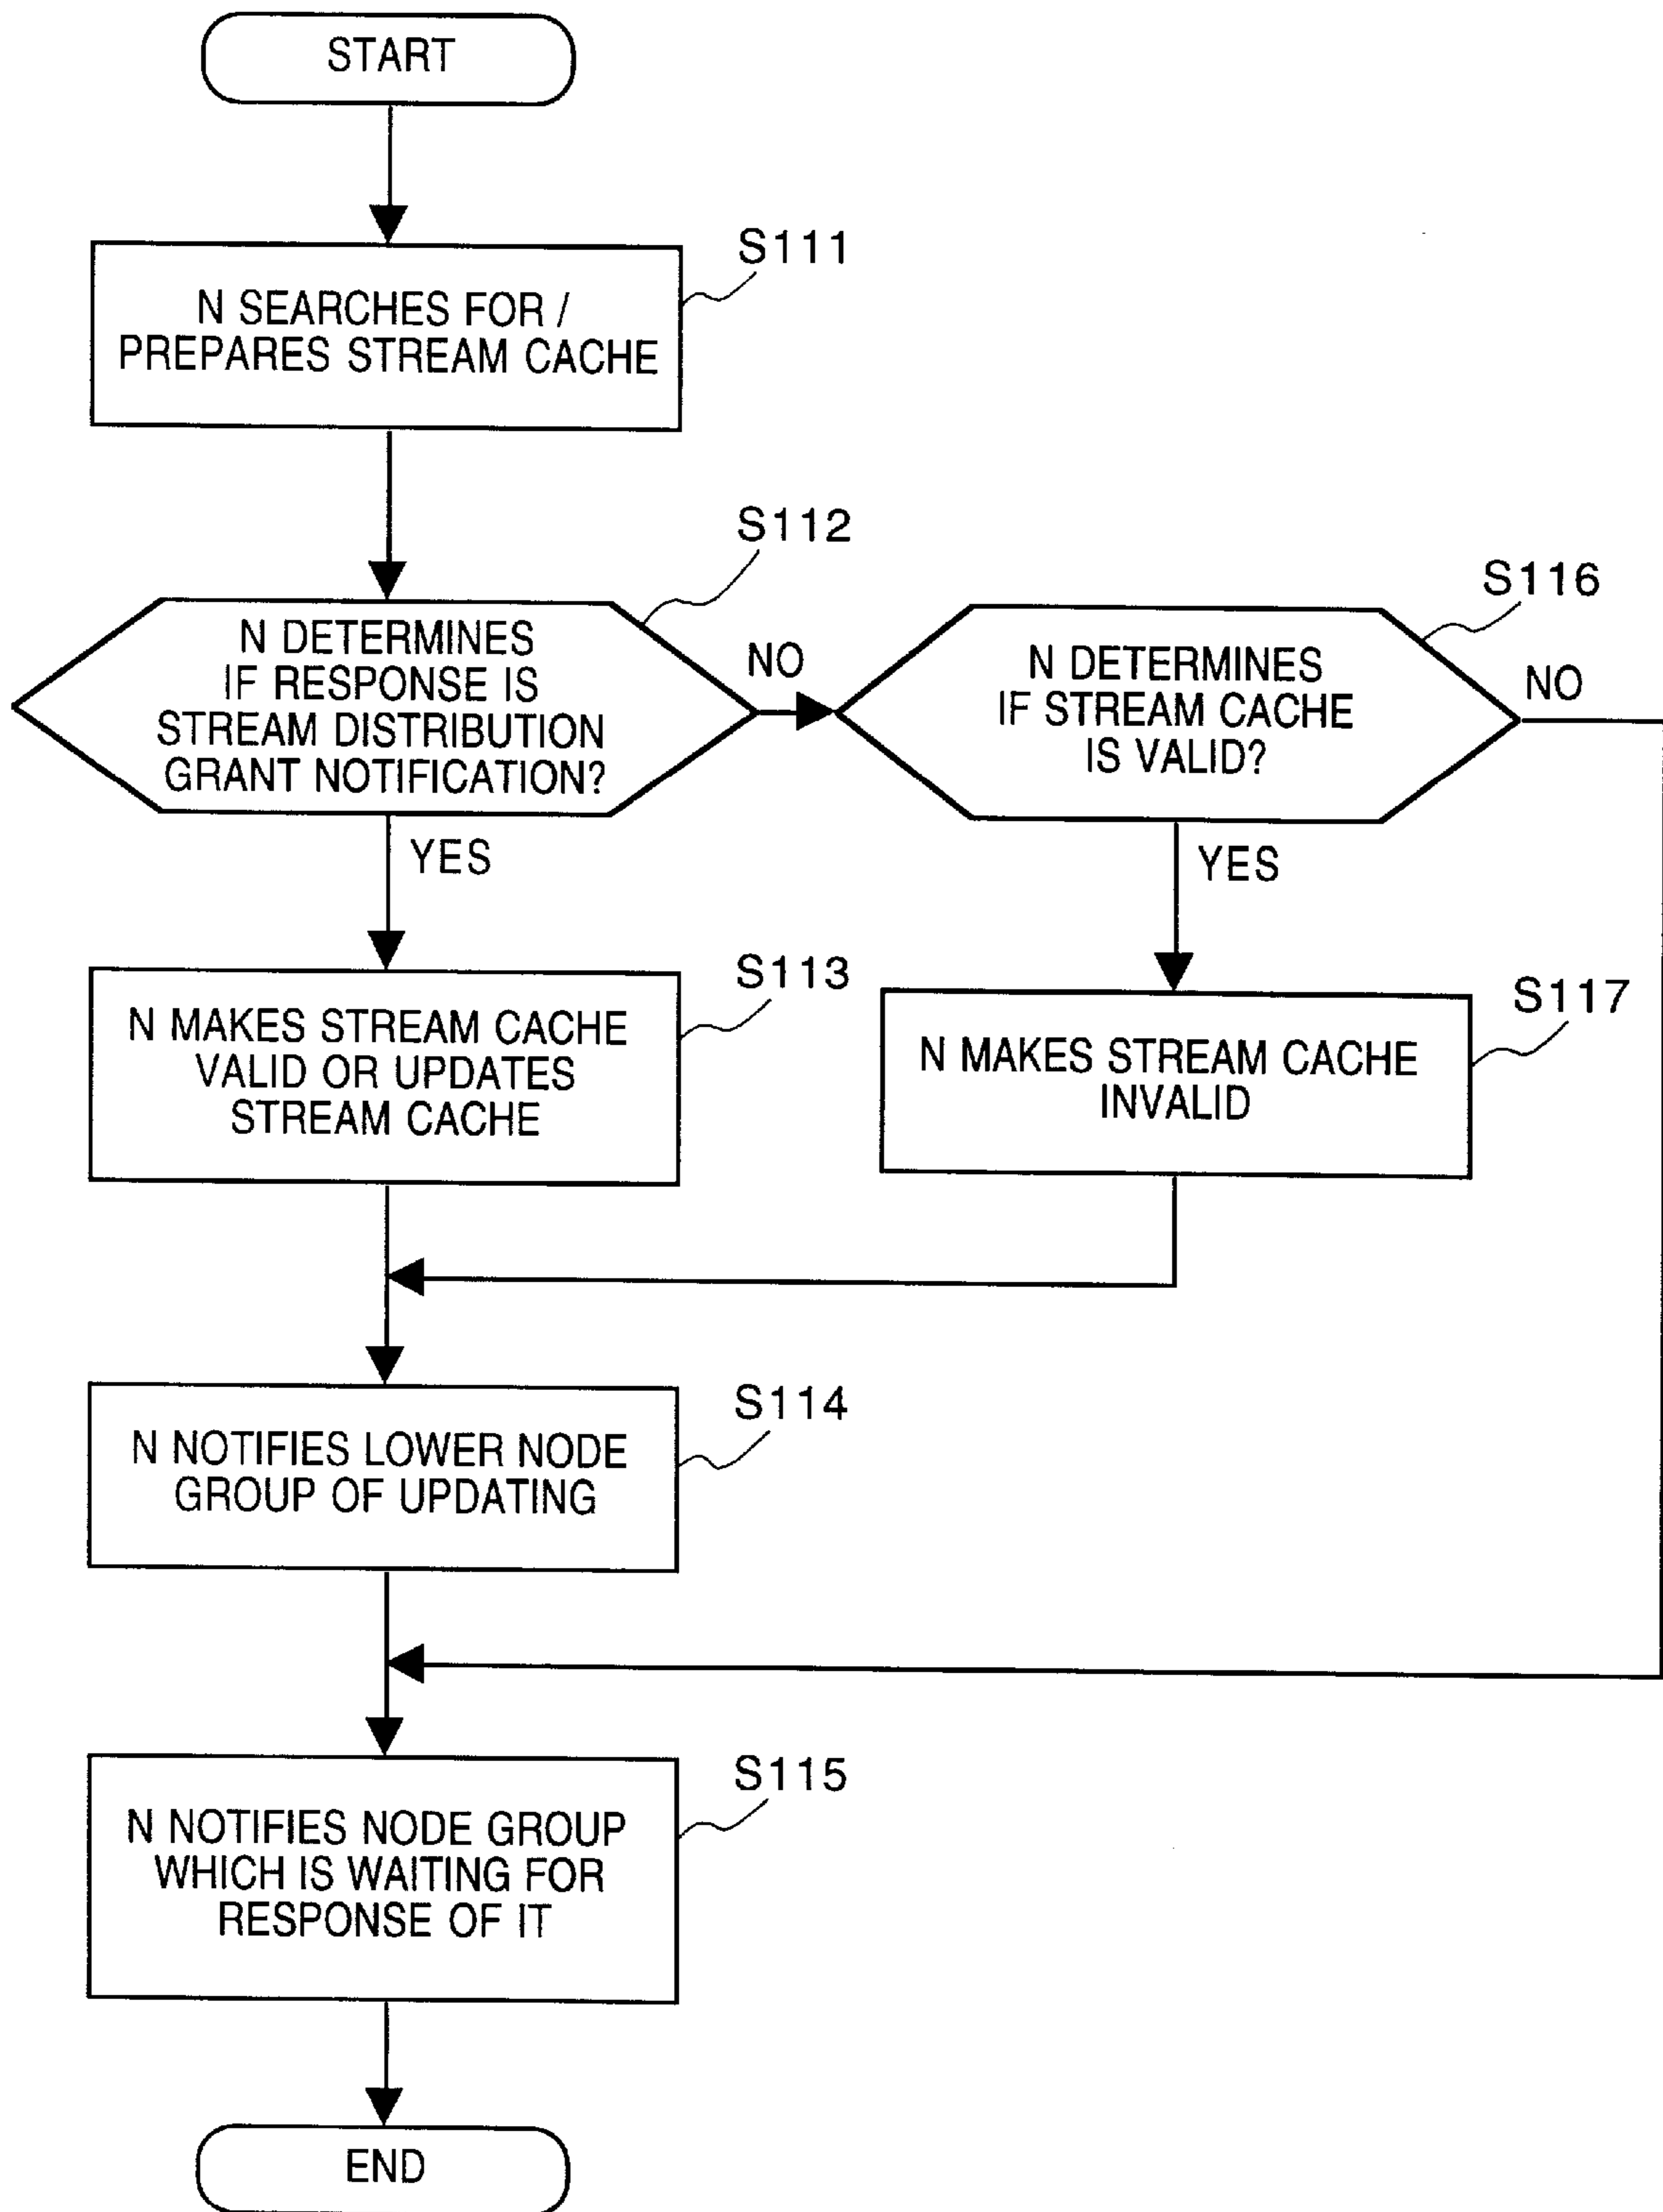 START
S111
N SEARCHES FOR /
PREPARES STREAM CACHE
S112
N DETERMINES
IF RESPONSE IS
STREAM DISTRIBUTION
GRANT NOTIFICATION?
NO
S116
N DETERMINES
IF STREAM CACHE
IS VALID?
NO
YES
YES
S113
N MAKES STREAM CACHE
VALID OR UPDATES
STREAM CACHE
S117
N MAKES STREAM CACHE
INVALID
S114
N NOTIFIES LOWER NODE
GROUP OF UPDATING
S115
N NOTIFIES NODE GROUP
WHICH IS WAITING FOR
RESPONSE OF IT
END